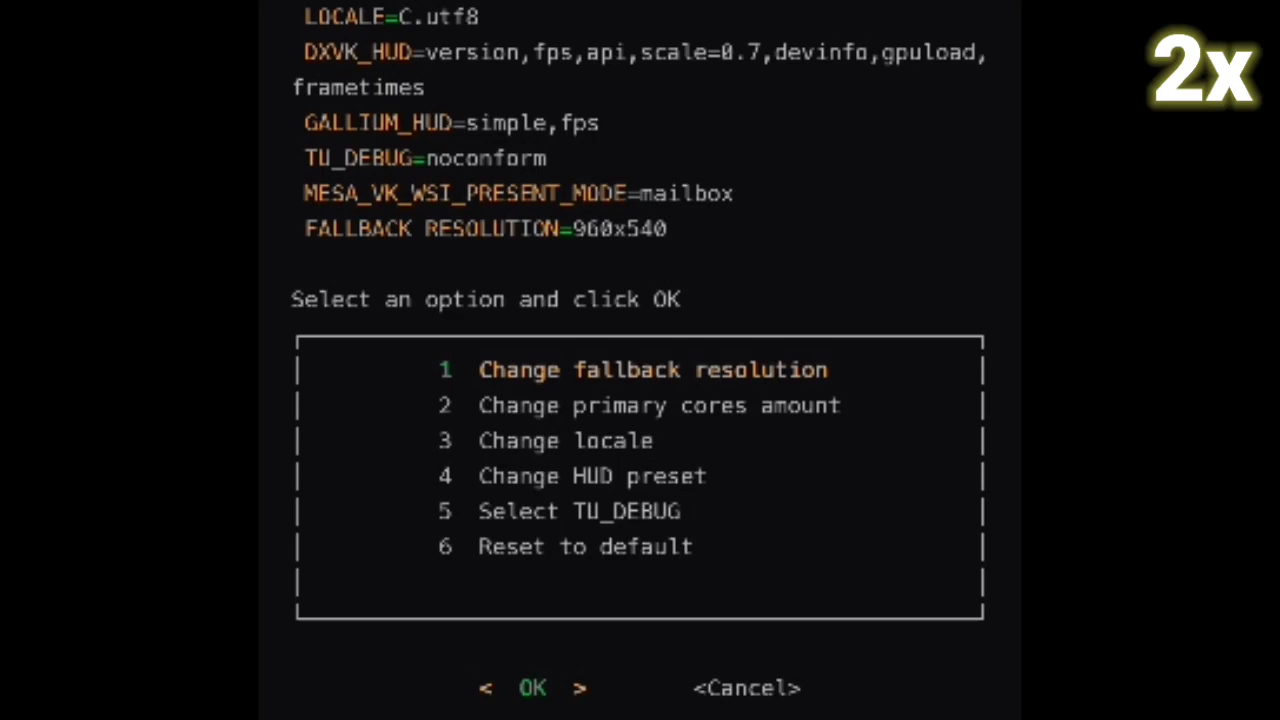 LOCALE=C.utf8
2x
DXVK_HUD=version,fps,api,scale=0.7,devinfo,gpuload,
frametimes
GALLIUM_HUD=simple,fps
TU_DEBUG=noconform
MESA_VK_WSI_PRESENT_MODE=mailbox
FALLBACK RESOLUTION=960x540
Select an option and click OK
1 Change fallback resolution
2 Change primary cores amount
3 Change locale
4 Change HUD preset
5 Select TU_DEBUG
6 Reset to default
< OK > <Cancel>